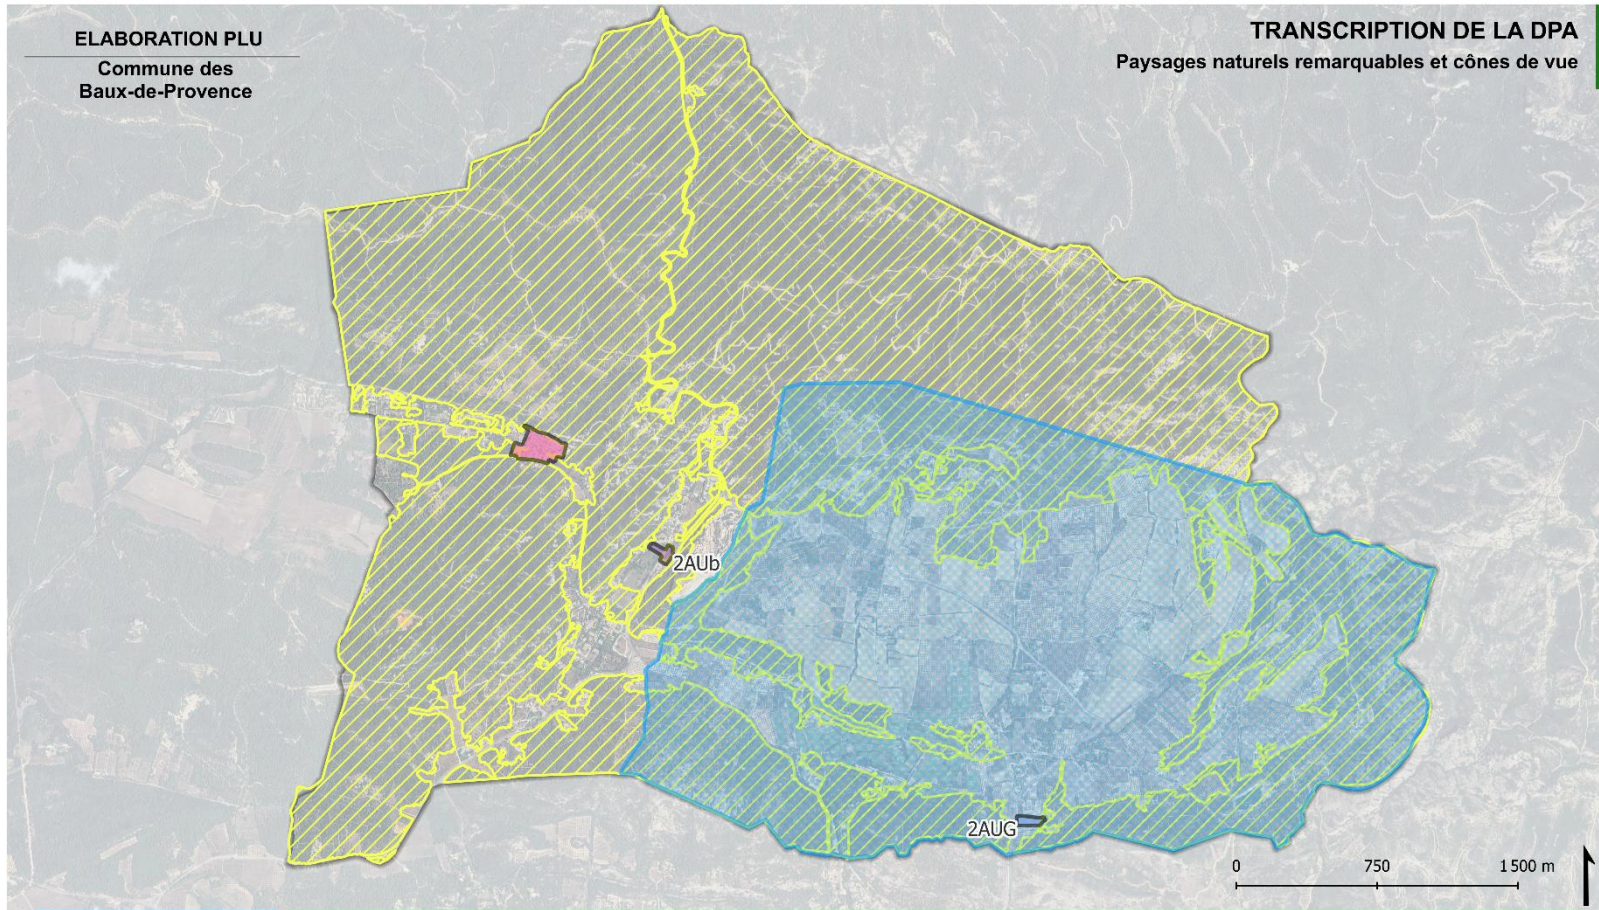 ELABORATION PLU
Commune des
Baux-de-Provence
TRANSCRIPTION DE LA DPA
Paysages naturels remarquables et cônes de vue
2AUb
2AUG
0 750 1 500 m